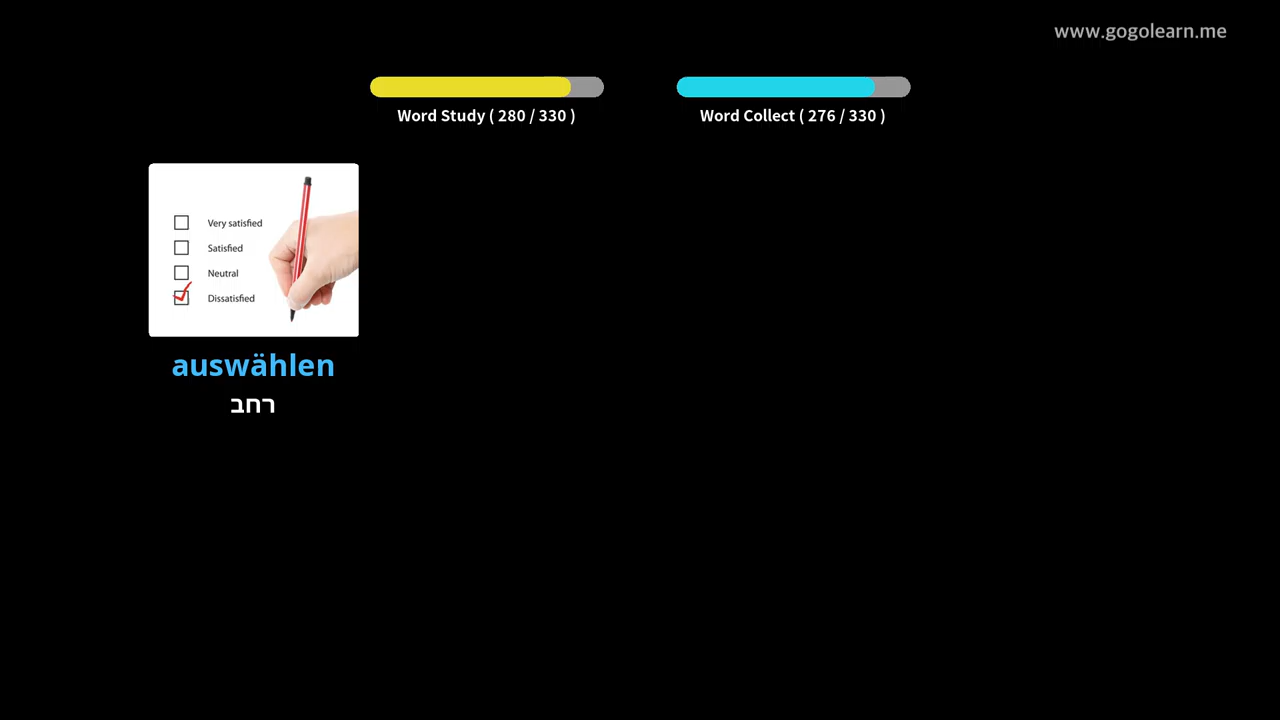 www.gogolearn.me
Word Study ( 280 / 330 )
Word Collect ( 276 / 330 )
Very satisfied
Satisfied
Neutral
Dissatisfied
auswählen
רחב